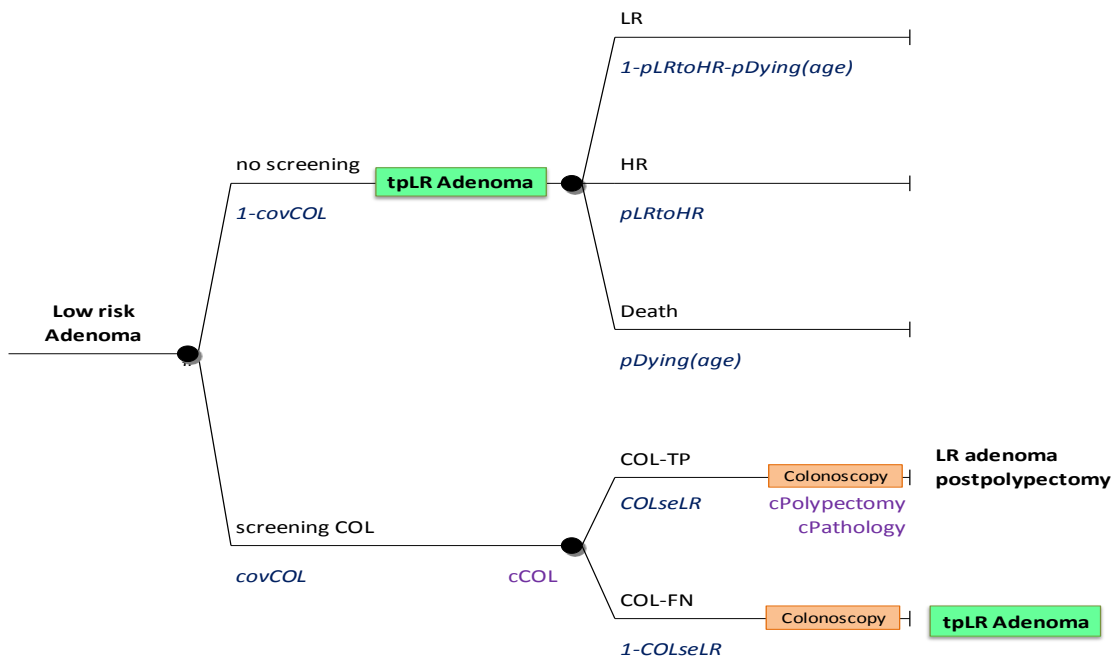 LR
1-pLRtoHR-pDying(age)
no screening
tpLR Adenoma
1-covCOL
HR
pLRtoHR
Low risk
Adenoma
Death
pDying(age)
COL-TP
Colonoscopy
LR adenoma
postpolypectomy
COLseLR
cPolypectomy
cPathology
screening COL
covCOL
cCOL
COL-FN
Colonoscopy
tpLR Adenoma
1-COLseLR